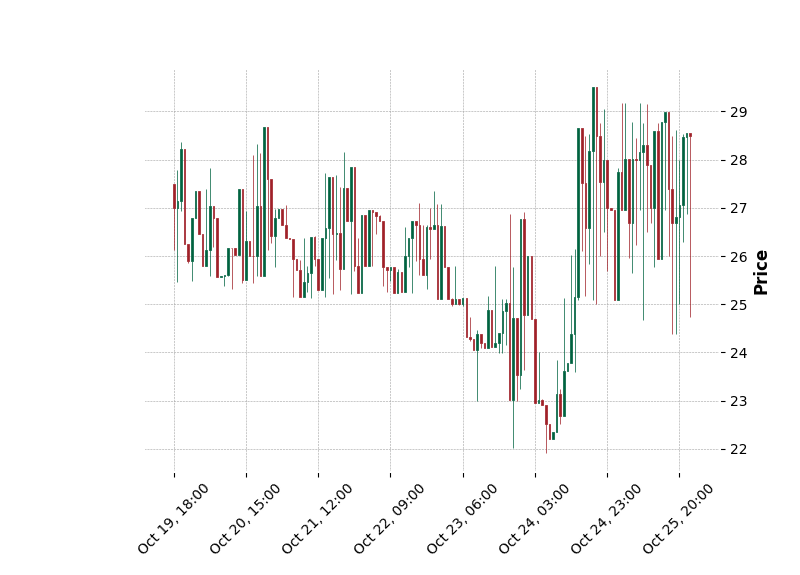 29
28
27
26
25
24
23
22
Price
Oct 19, 18:00
Oct 20, 15:00
Oct 21, 12:00
Oct 22, 09:00
Oct 23, 06:00
Oct 24, 03:00
Oct 24, 23:00
Oct 25, 20:00